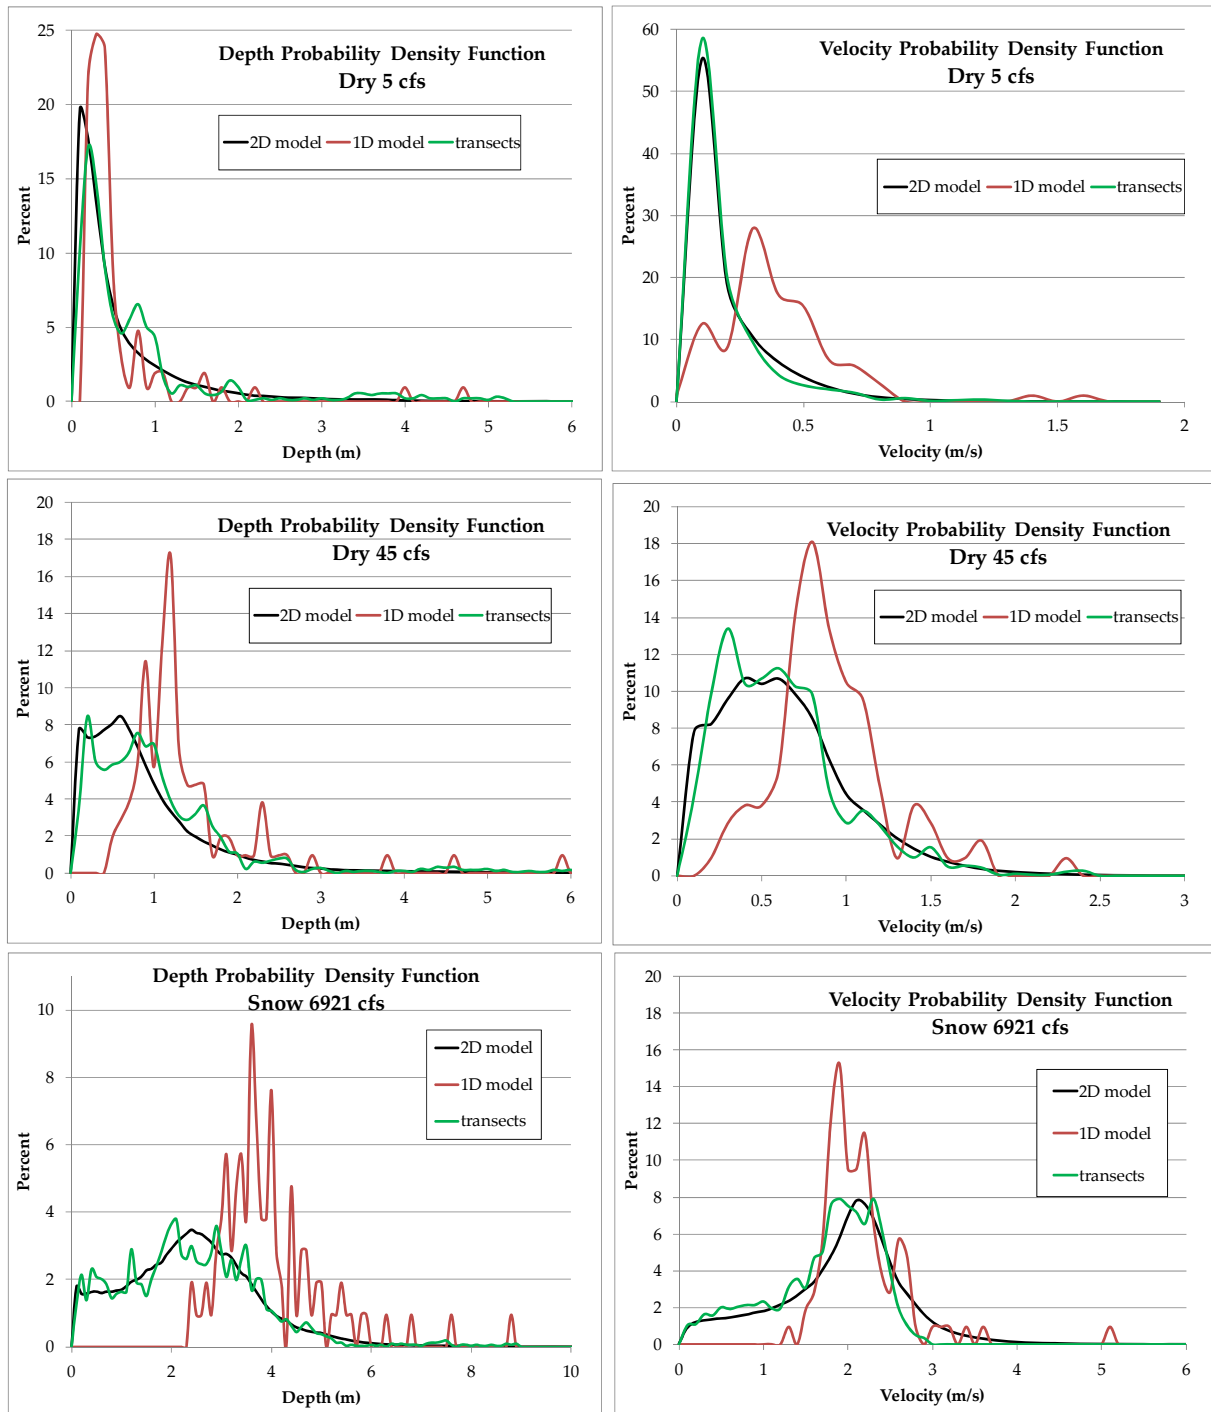 Depth Probability Density Function
Dry 5 cfs
25
20
15
10
5
0
Percent
2D model 1D model transects
0 1 2 3 4 5 6
Depth (m)
Velocity Probability Density Function
Dry 5 cfs
60
50
40
30
20
10
0
Percent
2D model 1D model transects
0 0.5 1 1.5 2
Velocity (m/s)
Depth Probability Density Function
Dry 45 cfs
20
18
16
14
12
10
8
6
4
2
0
Percent
2D model 1D model transects
0 1 2 3 4 5 6
Depth (m)
Velocity Probability Density Function
Dry 45 cfs
20
18
16
14
12
10
8
6
4
2
0
Percent
2D model 1D model transects
0 0.5 1 1.5 2 2.5 3
Velocity (m/s)
Depth Probability Density Function
Snow 6921 cfs
10
8
6
4
2
0
Percent
2D model
1D model
transects
0 2 4 6 8 10
Depth (m)
Velocity Probability Density Function
Snow 6921 cfs
20
18
16
14
12
10
8
6
4
2
0
Percent
2D model
1D model
transects
0 1 2 3 4 5 6
Velocity (m/s)